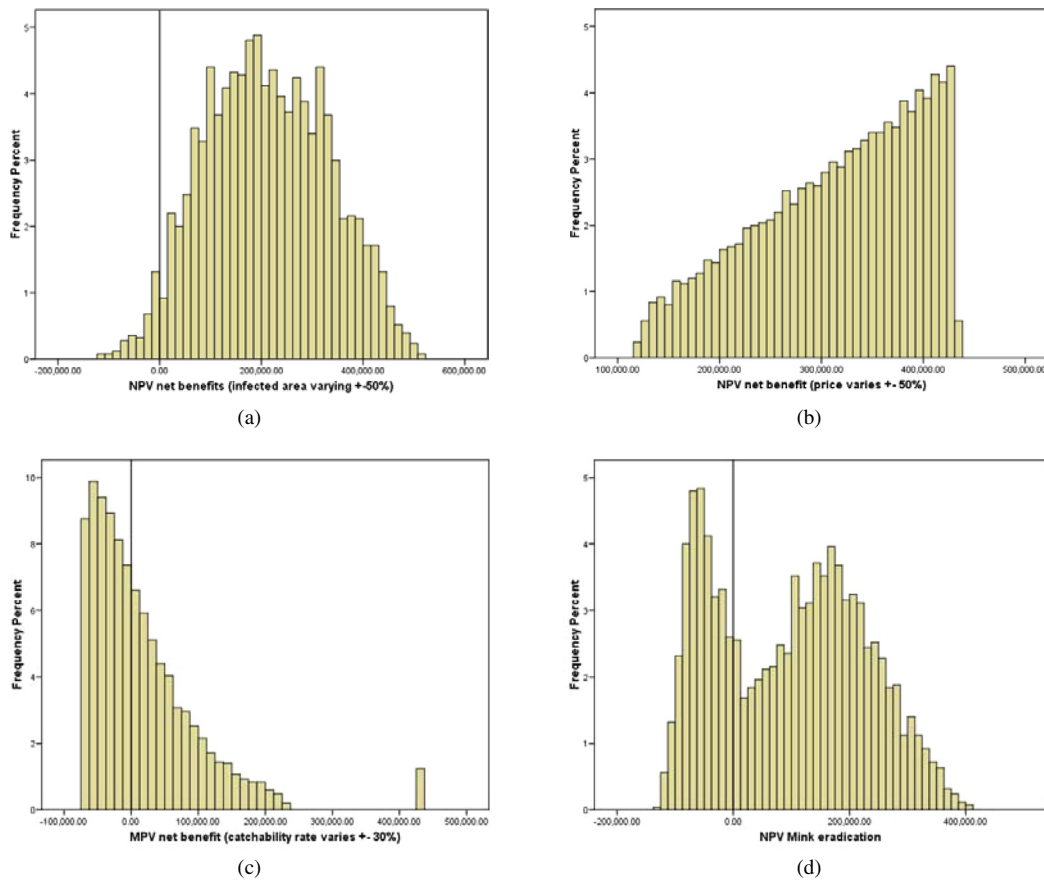 5
4
3
2
1
0
Frequency Percent
-200,000.00 0.00 200,000.00 400,000.00 600,000.00
NPV net benefits (infected area varying +-50%)
(a)
5
4
3
2
1
0
Frequency Percent
100,000.00 200,000.00 300,000.00 400,000.00 500,000.00
NPV net benefit (price varies +- 50%)
(b)
10
8
6
4
2
0
Frequency Percent
-100,000.00 0.00 100,000.00 200,000.00 300,000.00 400,000.00 500,000.00
MPV net benefit (catchability rate varies +- 30%)
(c)
5
4
3
2
1
0
Frequency Percent
-200,000.00 0.00 200,000.00 400,000.00
NPV Mink eradication
(d)